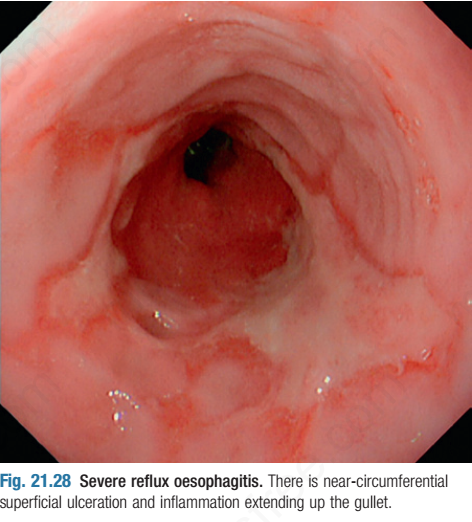 Fig. 21.28 Severe reflux oesophagitis. There is near-circumferential
superficial ulceration and inflammation extending up the gullet.